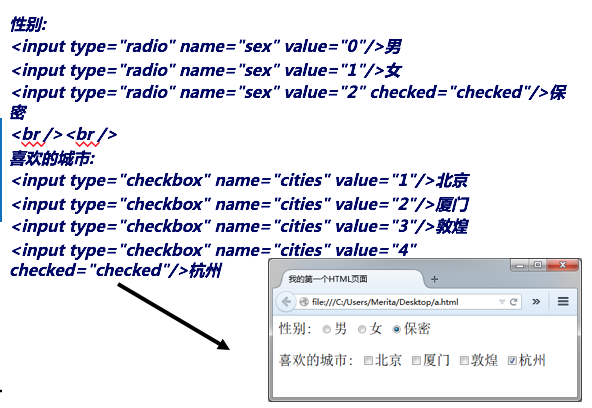 性别:
<input type="radio" name="sex" value="0"/>男
<input type="radio" name="sex" value="1"/>女
<input type="radio" name="sex" value="2" checked="checked"/>保
密
<br/><br/>
喜欢的城市:
<input type="checkbox" name="cities" value="1"/>北京
<input type="checkbox" name="cities" value="2"/>厦门
<input type="checkbox" name="cities" value="3"/>敦煌
<input type="checkbox" name="cities" value="4"
checked="checked"/>杭州
我的第一个HTML页面
file:///C:/Users/Merita/Desktop/a.html
性别: 男 女 保密
喜欢的城市: 北京 厦门 敦煌 杭州